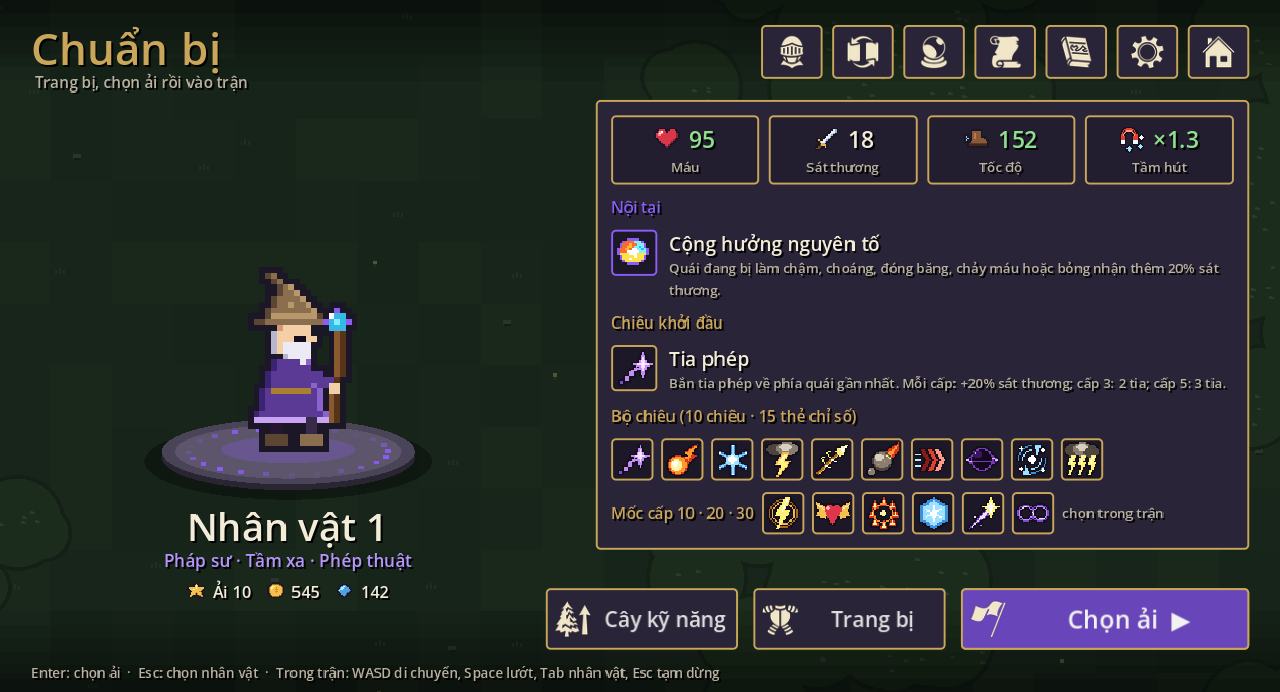 Chuẩn bị
Trang bị, chọn ải rồi vào trận
95
Máu
18
Sát thương
152
Tốc độ
×1.3
Tầm hút
Nội tại
Cộng hưởng nguyên tố
Quái đang bị làm chậm, choáng, đóng băng, chảy máu hoặc bỏng nhận thêm 20% sát
thương.
Chiêu khởi đầu
Tia phép
Bắn tia phép về phía quái gần nhất. Mỗi cấp: +20% sát thương; cấp 3: 2 tia; cấp 5: 3 tia.
Bộ chiêu (10 chiêu · 15 thẻ chỉ số)
Mốc cấp 10 · 20 · 30
chọn trong trận
Nhân vật 1
Pháp sư · Tầm xa · Phép thuật
Ải 10 545 142
Cây kỹ năng
Trang bị
Chọn ải ▶
Enter: chọn ải · Esc: chọn nhân vật · Trong trận: WASD di chuyển, Space lướt, Tab nhân vật, Esc tạm dừng